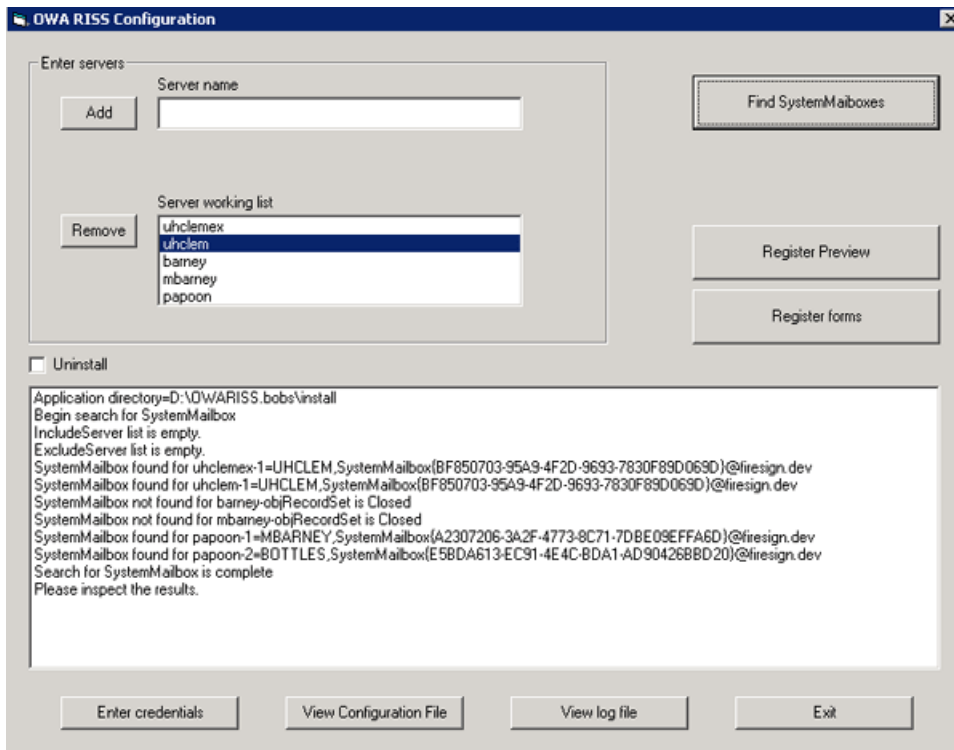 OWA RISS Configuration
Enter servers
Server name
Add
Find SystemMaiboxes
Server working list
Remove
uhclemex
uhclem
barney
mbarney
papoon
Register Preview
Register forms
Uninstall
Application directory=D:\OWARISS.bobs\install
Begin search for SystemMailbox
IncludeServer list is empty.
ExcludeServer list is empty.
SystemMailbox found for uhclemex-1=UHCLEM,SystemMailbox{BF850703-95A9-4F2D-9693-7830F89D069D}@firesign.dev
SystemMailbox found for uhclem-1=UHCLEM,SystemMailbox{BF850703-95A9-4F2D-9693-7830F89D069D}@firesign.dev
SystemMailbox not found for barney-objRecordSet is Closed
SystemMailbox not found for mbarney-objRecordSet is Closed
SystemMailbox found for papoon-1=MBARNEY,SystemMailbox{A2307206-3A2F-4773-8C71-7DBE09EFFA6D}@firesign.dev
SystemMailbox found for papoon-2=BOTTLES,SystemMailbox{E5BDA613-EC91-4E4C-BDA1-AD90426BBD20}@firesign.dev
Search for SystemMailbox is complete
Please inspect the results.
Enter credentials
View Configuration File
View log file
Exit